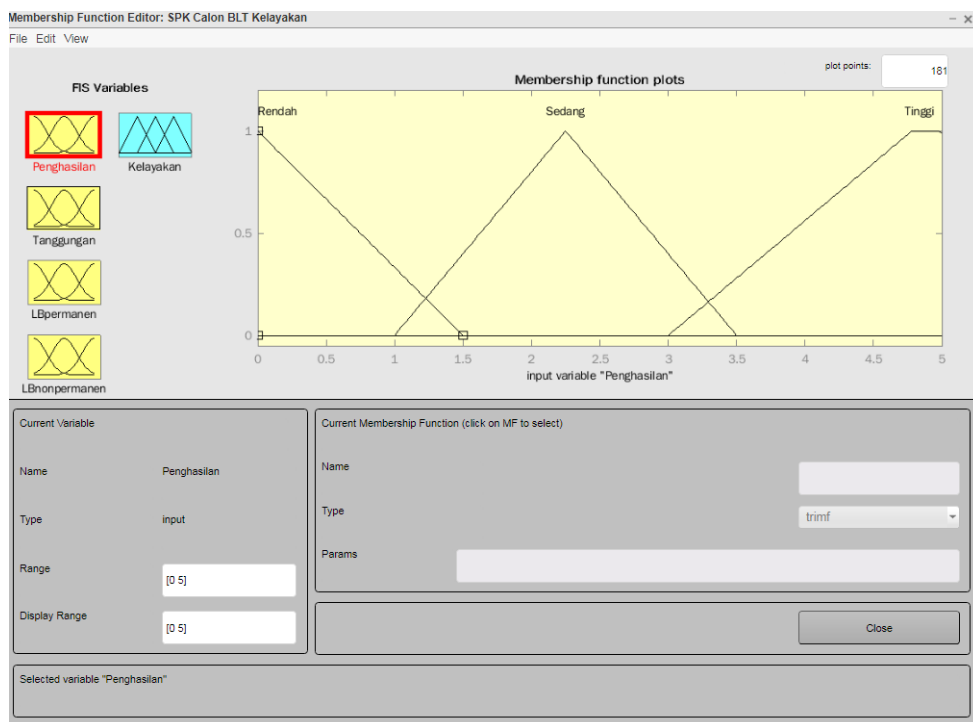 Membership Function Editor: SPK Calon BLT Kelayakan
File Edit View
FIS Variables
Penghasilan
Kelayakan
Tanggungan
LBpermanen
LBnonpermanen
plot points:
181
Membership function plots
Rendah
Sedang
Tinggi
1
0.5
0
0 0.5 1 1.5 2 2.5 3 3.5 4 4.5 5
input variable "Penghasilan"
Current Variable
Name Penghasilan
Type input
Range [0 5]
Display Range [0 5]
Current Membership Function (click on MF to select)
Name
Type trimf
Params
Close
Selected variable "Penghasilan"